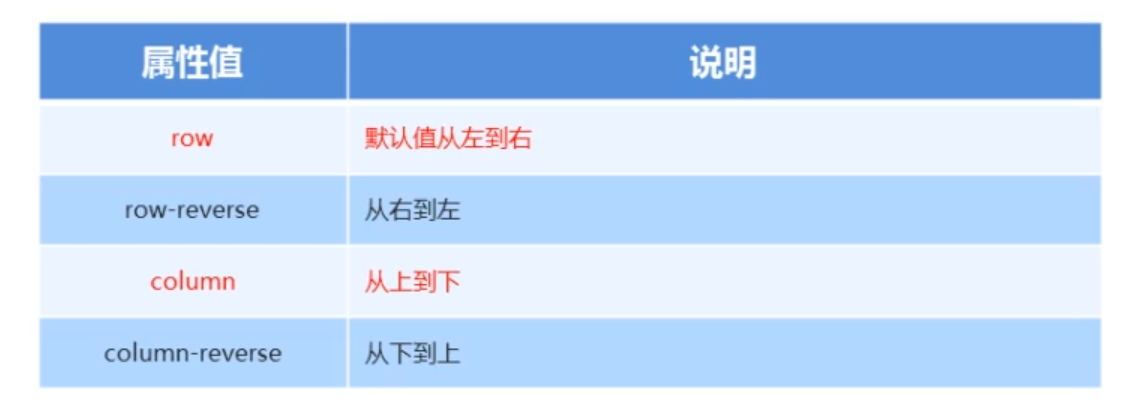 属性值 说明
row 默认值从左到右
row-reverse 从右到左
column 从上到下
column-reverse 从下到上